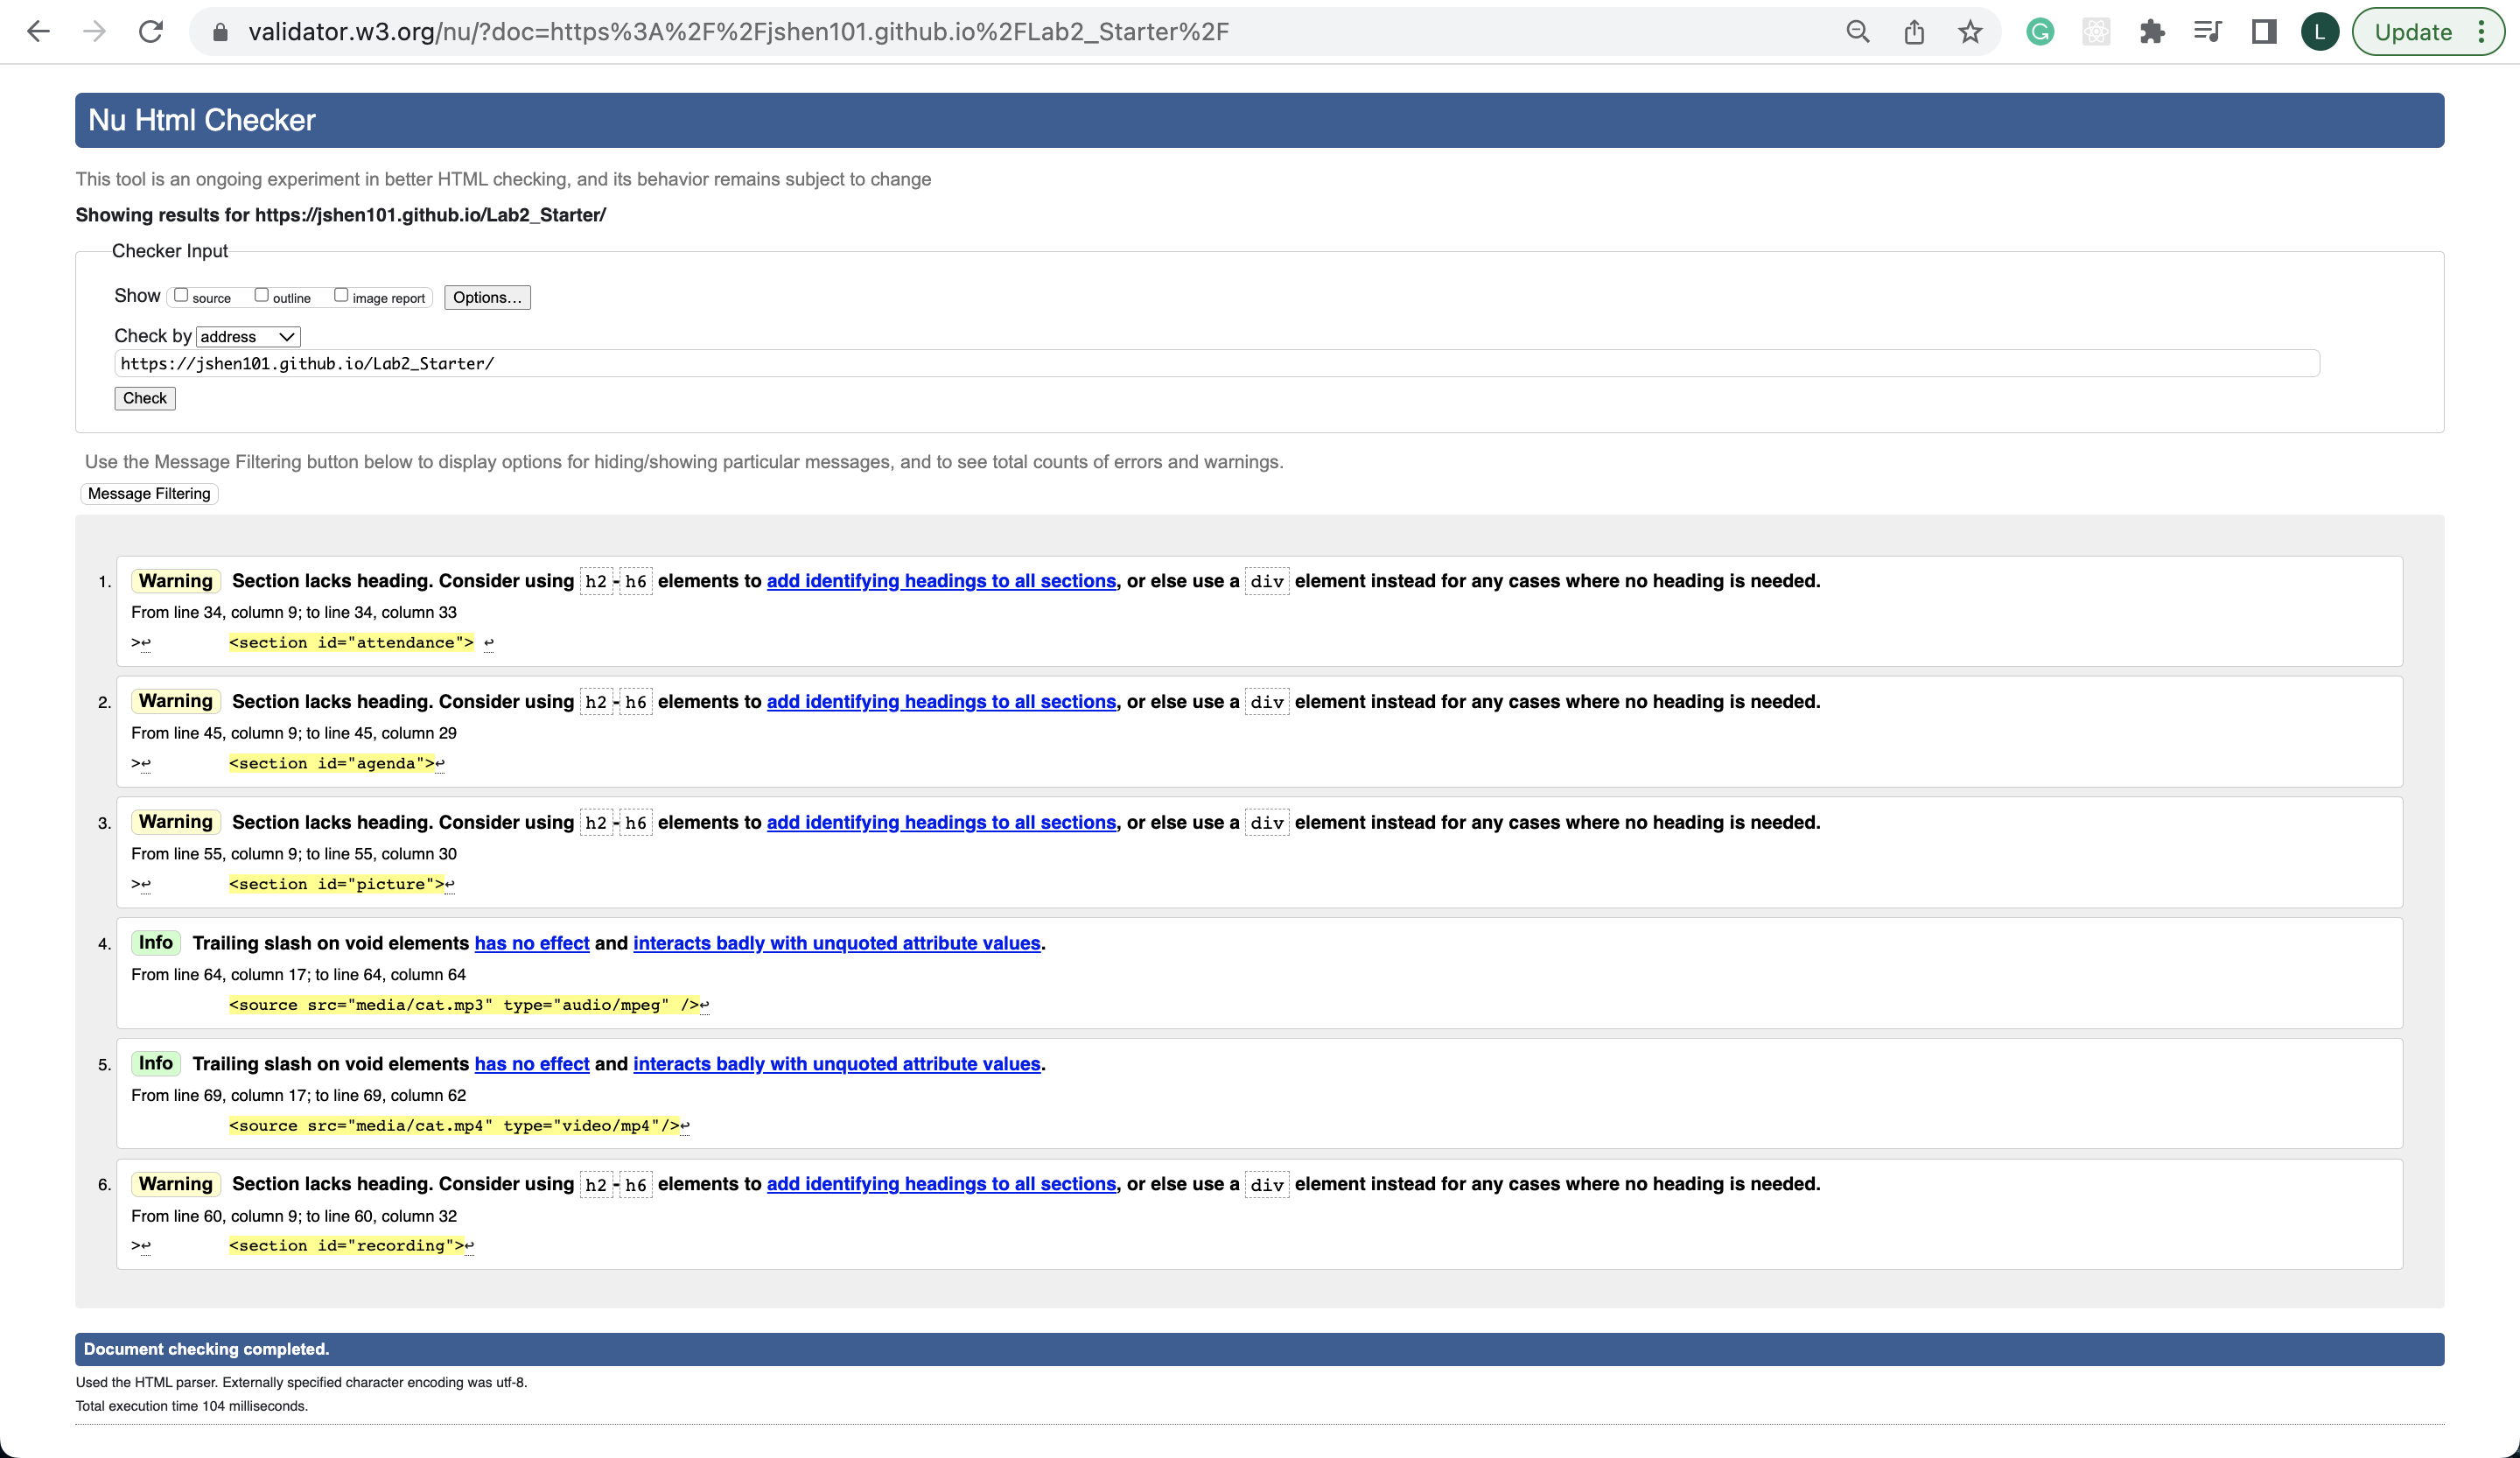 validator.w3.org/nu/?doc=https%3A%2F%2Fjshen101.github.io%2FLab2_Starter%2F
G
L
Update
Nu Html Checker
This tool is an ongoing experiment in better HTML checking, and its behavior remains subject to change
Showing results for https://jshen101.github.io/Lab2_Starter/
Checker Input
Show source outline image report Options...
Check by address
https://jshen101.github.io/Lab2_Starter/
Check
Use the Message Filtering button below to display options for hiding/showing particular messages, and to see total counts of errors and warnings.
Message Filtering
1. Warning Section lacks heading. Consider using h2-h6 elements to add identifying headings to all sections, or else use a div element instead for any cases where no heading is needed.
From line 34, column 9; to line 34, column 33
>↩ <section id="attendance"> ↩
2. Warning Section lacks heading. Consider using h2-h6 elements to add identifying headings to all sections, or else use a div element instead for any cases where no heading is needed.
From line 45, column 9; to line 45, column 29
>↩ <section id="agenda">↩
3. Warning Section lacks heading. Consider using h2-h6 elements to add identifying headings to all sections, or else use a div element instead for any cases where no heading is needed.
From line 55, column 9; to line 55, column 30
>↩ <section id="picture">↩
4. Info Trailing slash on void elements has no effect and interacts badly with unquoted attribute values.
From line 64, column 17; to line 64, column 64
<source src="media/cat.mp3" type="audio/mpeg" />↩
5. Info Trailing slash on void elements has no effect and interacts badly with unquoted attribute values.
From line 69, column 17; to line 69, column 62
<source src="media/cat.mp4" type="video/mp4"/>↩
6. Warning Section lacks heading. Consider using h2-h6 elements to add identifying headings to all sections, or else use a div element instead for any cases where no heading is needed.
From line 60, column 9; to line 60, column 32
>↩ <section id="recording">↩
Document checking completed.
Used the HTML parser. Externally specified character encoding was utf-8.
Total execution time 104 milliseconds.